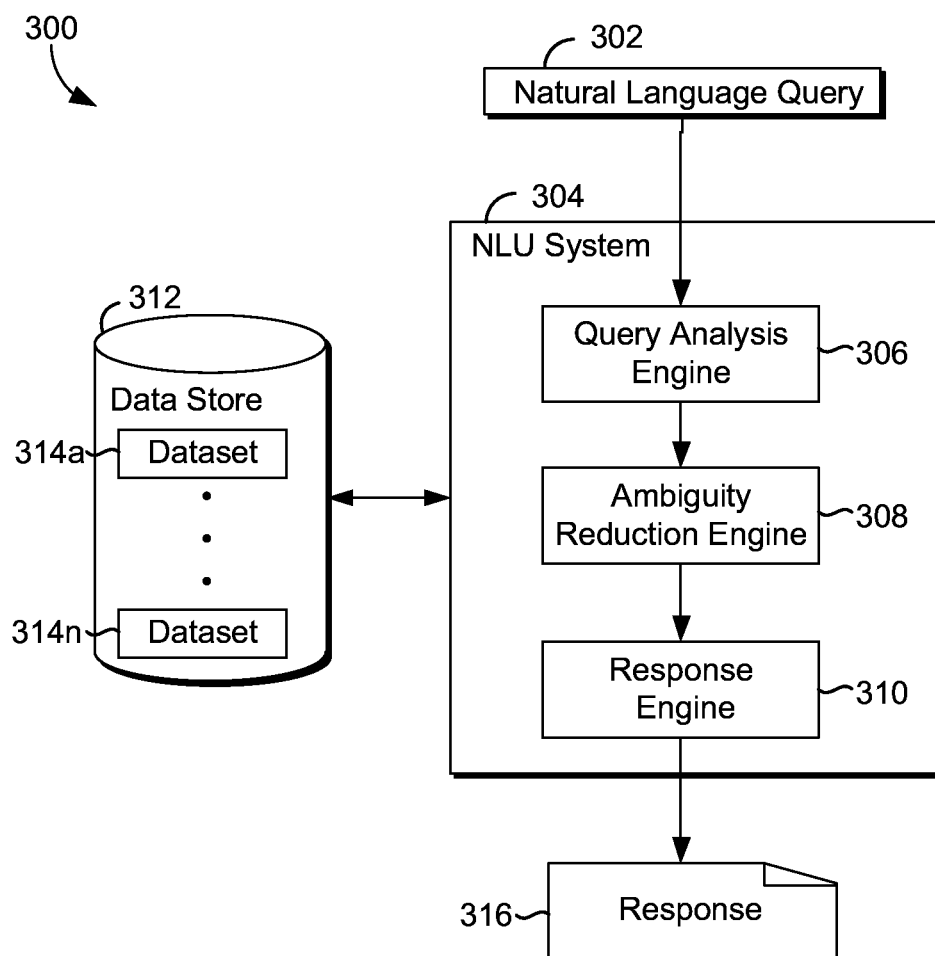 300
302
Natural Language Query
304
NLU System
312
Query Analysis
Engine
306
Data Store
314a
Dataset
Ambiguity
Reduction Engine
308
314n
Dataset
Response
Engine
310
316
Response